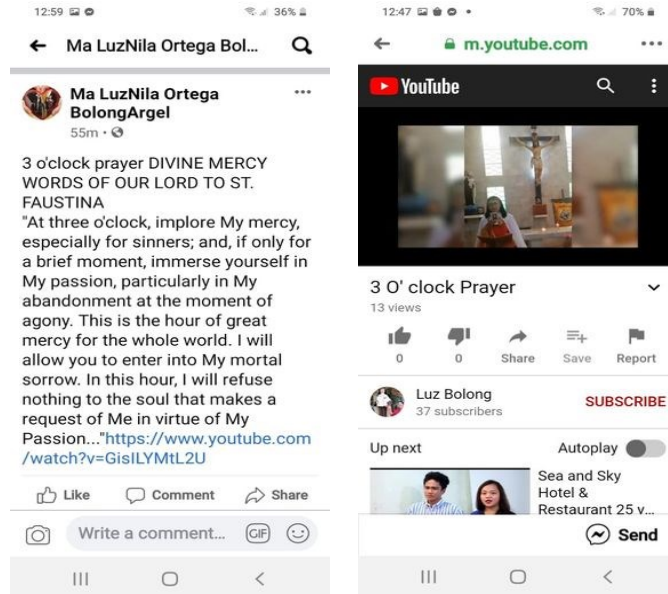 12:59
36%
Ma LuzNila Ortega Bol...
Ma LuzNila Ortega
BolongArgel
55m
3 o'clock prayer DIVINE MERCY
WORDS OF OUR LORD TO ST.
FAUSTINA
"At three o'clock, implore My mercy,
especially for sinners; and, if only for
a brief moment, immerse yourself in
My passion, particularly in My
abandonment at the moment of
agony. This is the hour of great
mercy for the whole world. I will
allow you to enter into My mortal
sorrow. In this hour, I will refuse
nothing to the soul that makes a
request of Me in virtue of My
Passion..."https://www.youtube.com
/watch?v=GisILYMtL2U
Like Comment Share
Write a comment... GIF
12:47
70%
m.youtube.com
YouTube
3 O' clock Prayer
13 views
0 0 Share Save Report
Luz Bolong
37 subscribers
SUBSCRIBE
Up next Autoplay
Sea and Sky
Hotel &
Restaurant 25 v...
Send